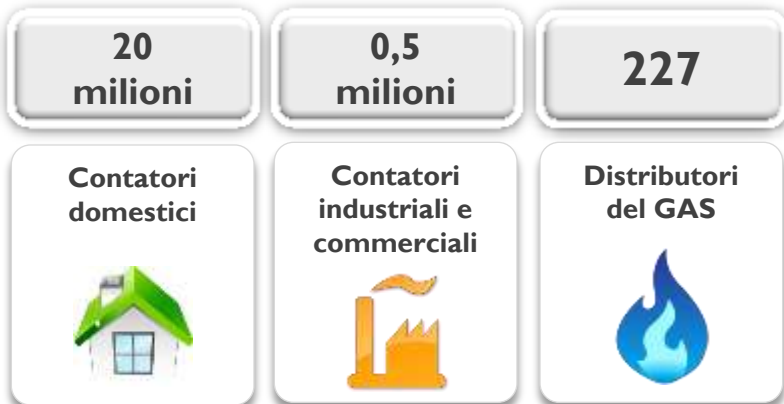 20
milioni
0,5
milioni
227
Contatori
domestici
Contatori
industriali e
commerciali
Distributori
del GAS